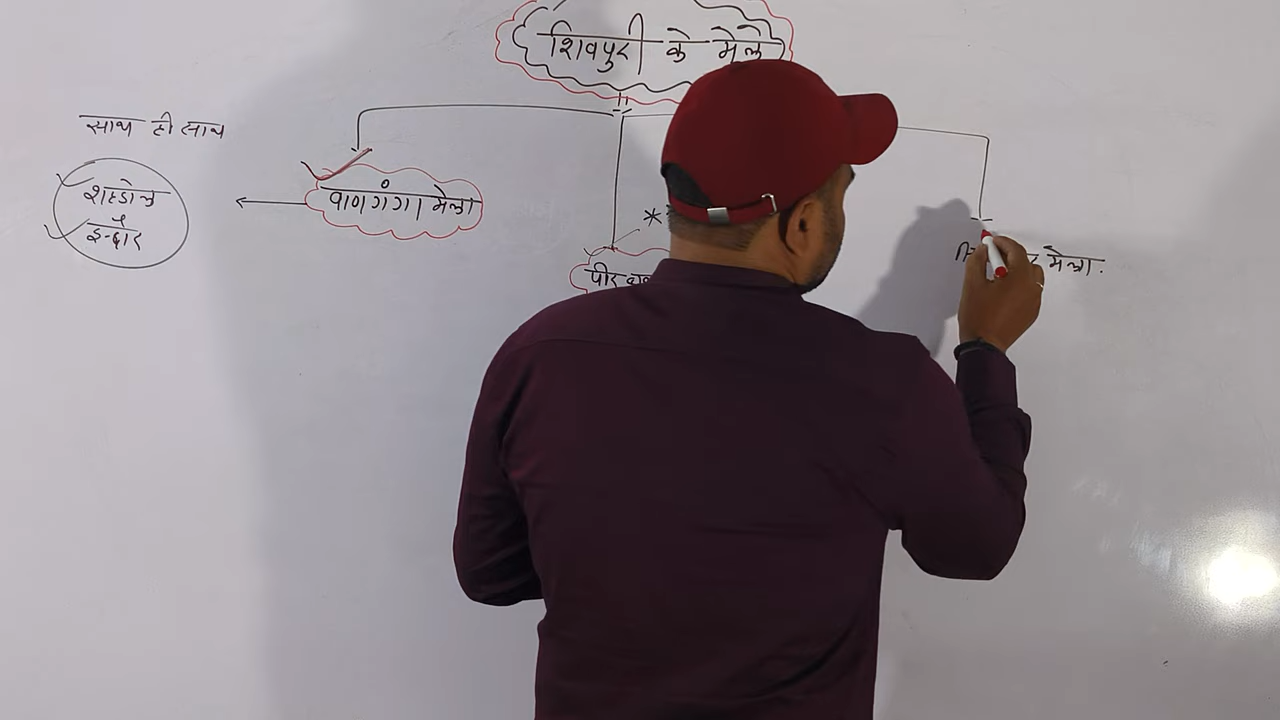 शिवपुरी के मेले
साथ ही साथ
शहडोल
इन्दौर
वाणगंगा मेला
*
पीर
मेला.